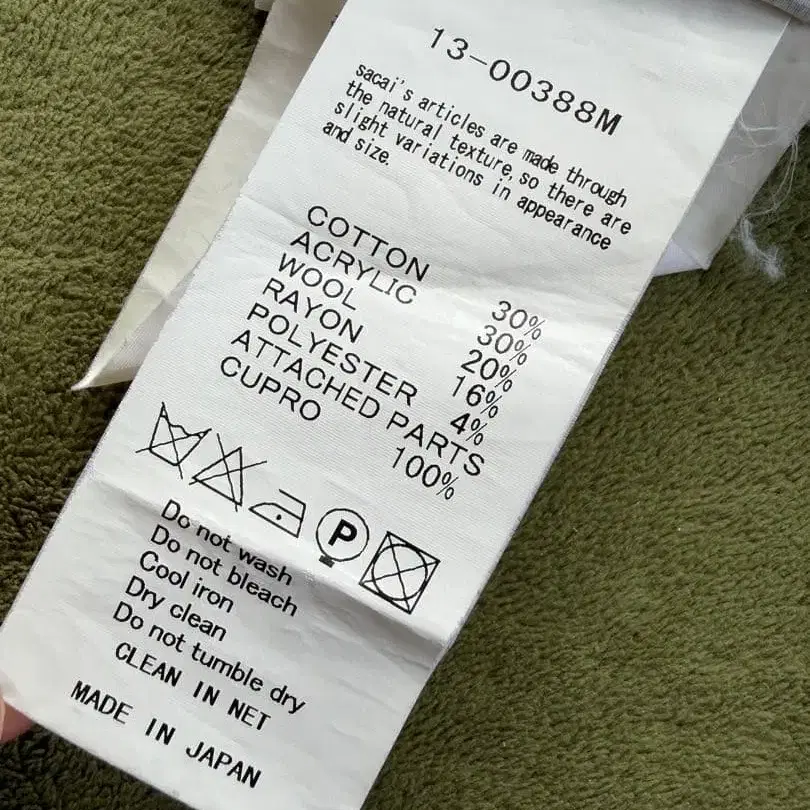 13-00388M
sacai's articles are made through
the natural texture, so there are
slight variations in appearance
and size.
COTTON 30%
ACRYLIC 30%
WOOL 20%
RAYON 16%
POLYESTER 4%
ATTACHED PARTS
CUPRO 100%
P
Do not wash
Do not bleach
Cool iron
Dry clean
Do not tumble dry
CLEAN IN NET
MADE IN JAPAN